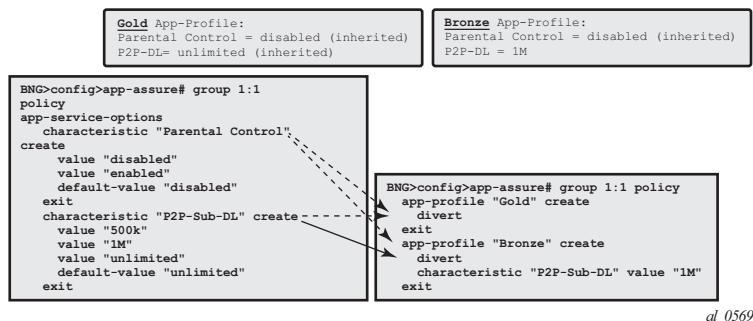 Gold App-Profile:
Parental Control = disabled (inherited)
P2P-DL= unlimited (inherited)
Bronze App-Profile:
Parental Control = disabled (inherited)
P2P-DL = 1M
BNG>config>app-assure# group 1:1
policy
app-service-options
characteristic "Parental Control"
create
value "disabled"
value "enabled"
default-value "disabled"
exit
characteristic "P2P-Sub-DL" create
value "500k"
value "1M"
value "unlimited"
default-value "unlimited"
exit
BNG>config>app-assure# group 1:1 policy
app-profile "Gold" create
divert
exit
app-profile "Bronze" create
divert
characteristic "P2P-Sub-DL" value "1M"
exit
al_0569